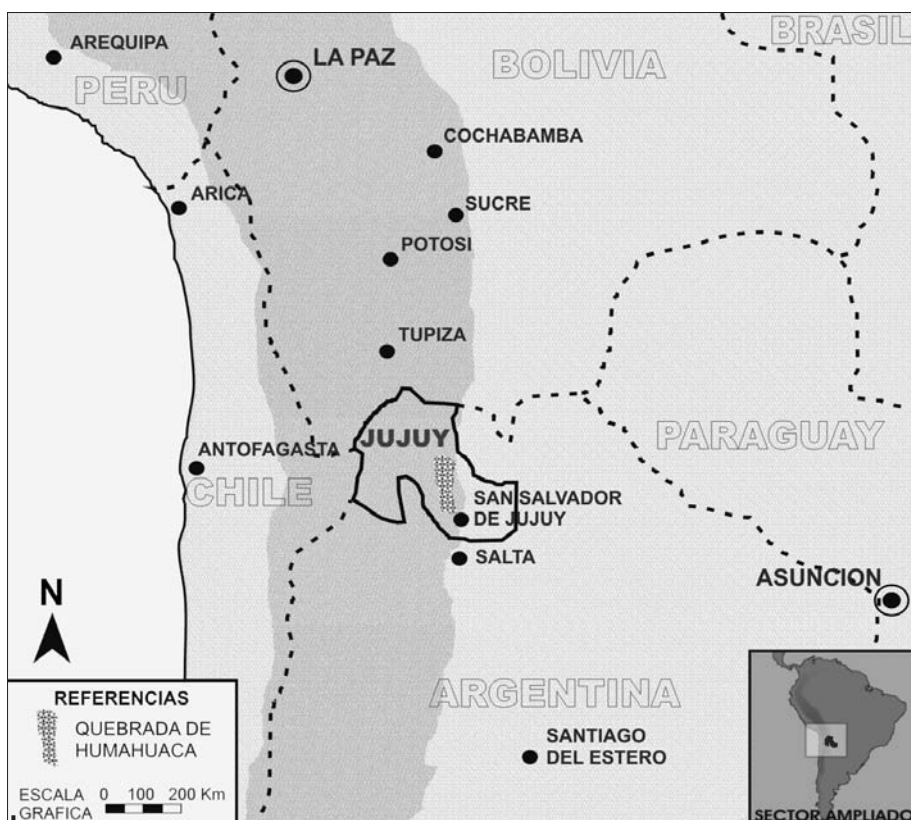 AREQUIPA
LA PAZ
BOLIVIA
BRASIL
PERU
COCHABAMBA
ARICA
SUCRE
POTOSI
TUPIZA
JUJUY
PARAGUAY
ANTOFAGASTA
CHILE
SAN SALVADOR
DE JUJUY
SALTA
ASUNCION
N
ARGENTINA
SANTIAGO
DEL ESTERO
REFERENCIAS
QUEBRADA DE
HUMAHUACA
ESCALA
GRAFICA
0 100 200 Km
SECTOR AMPLIADO